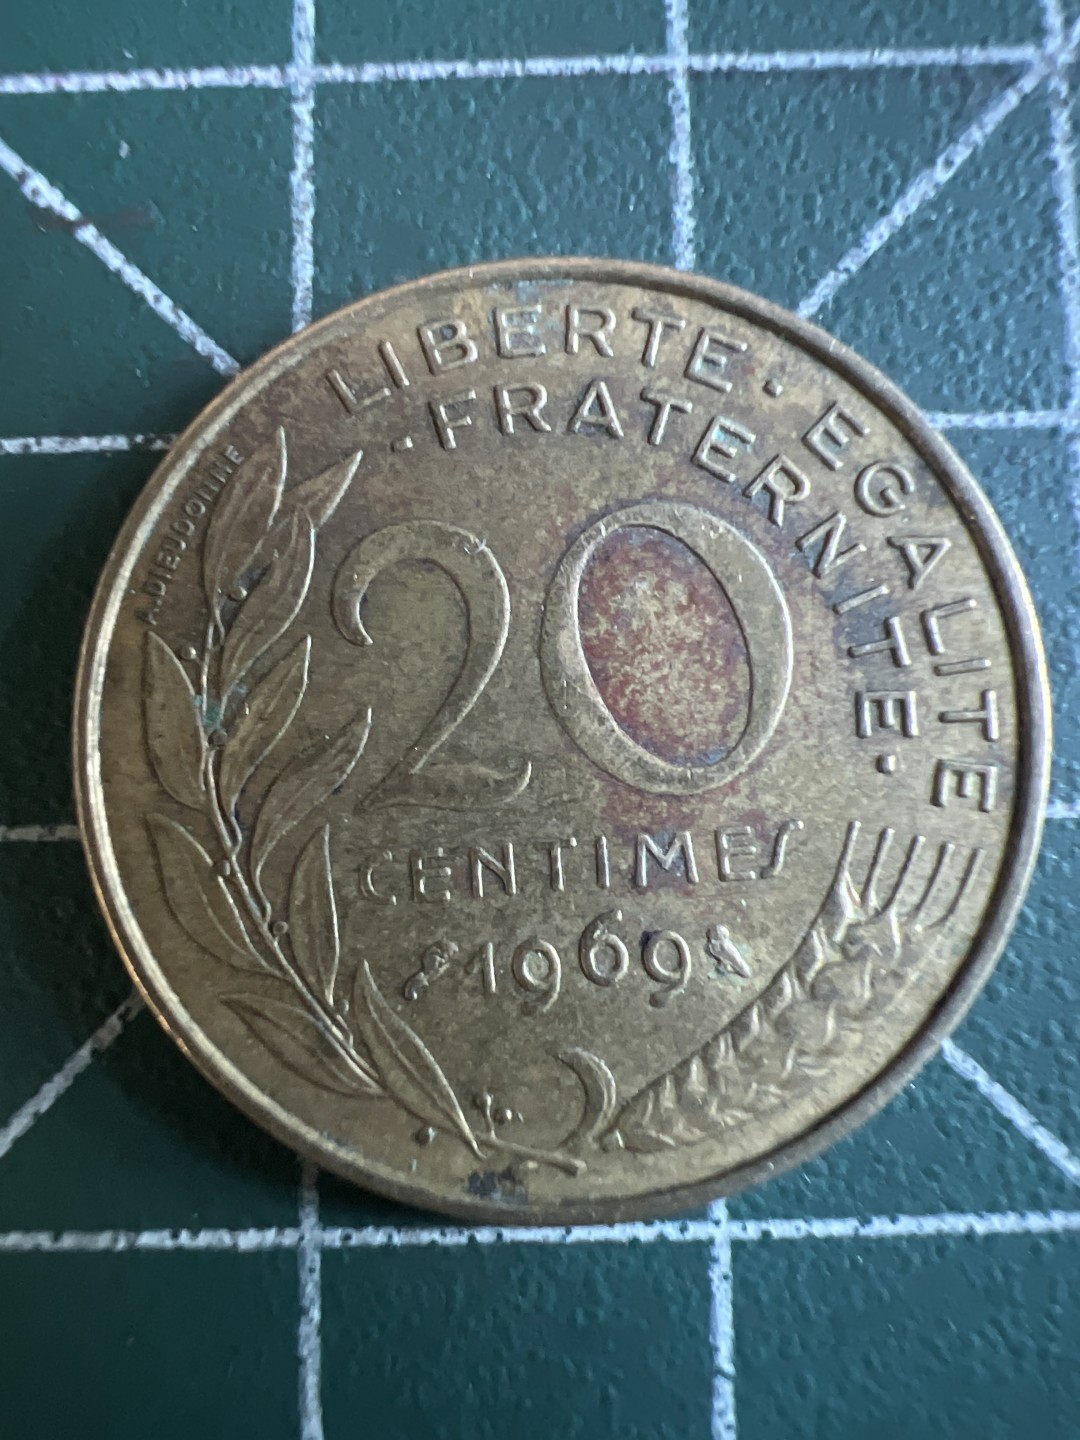 LIBERTE · EGALITE
· FRATERNITE ·
A.DIEUDONNE
20
CENTIMES
1969